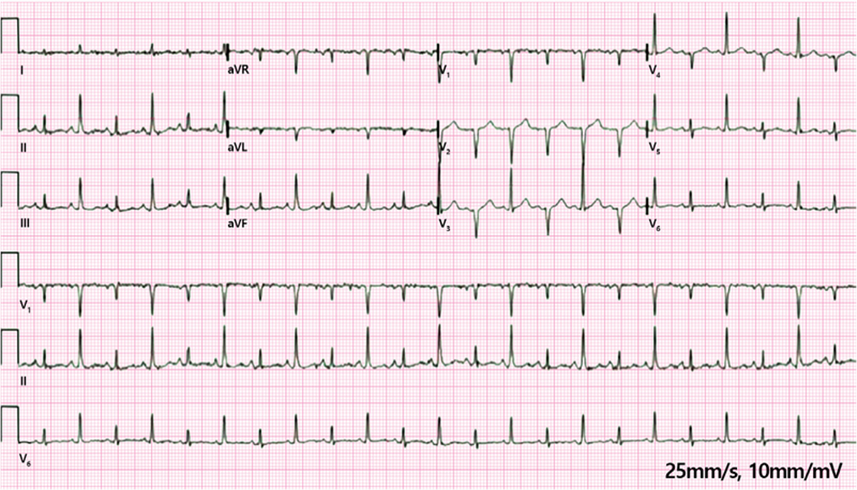 I aVR V₁ V₄
II aVL V₂ V₅
III aVF V₃ V₆
V₁
II
V₆
25mm/s, 10mm/mV